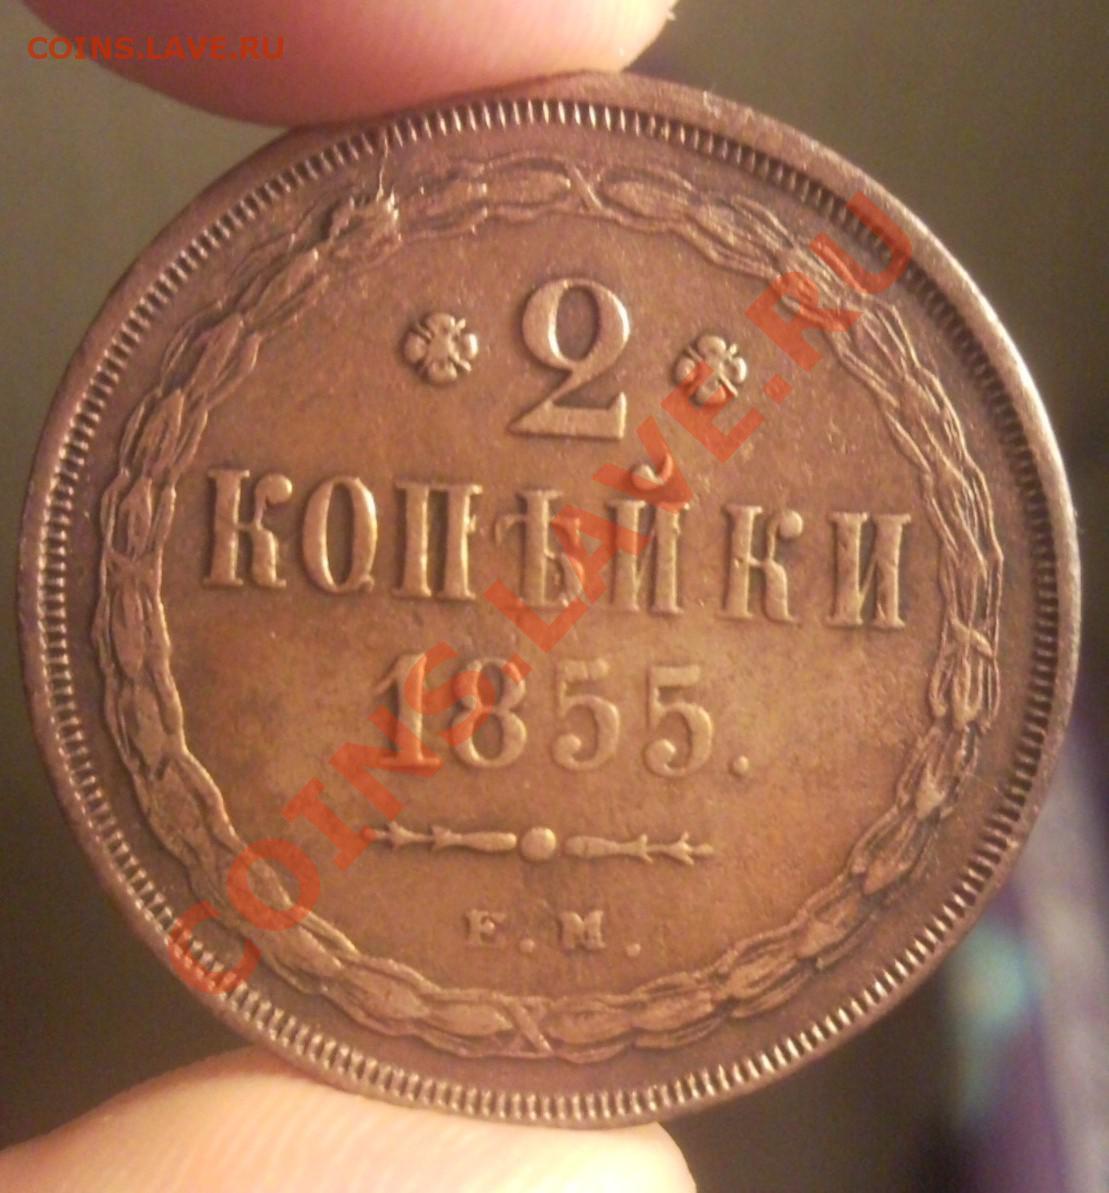 COINS.LAVE.RU
2
КОПѢЙКИ
1855.
Е.М.
COINS.LAVE.RU